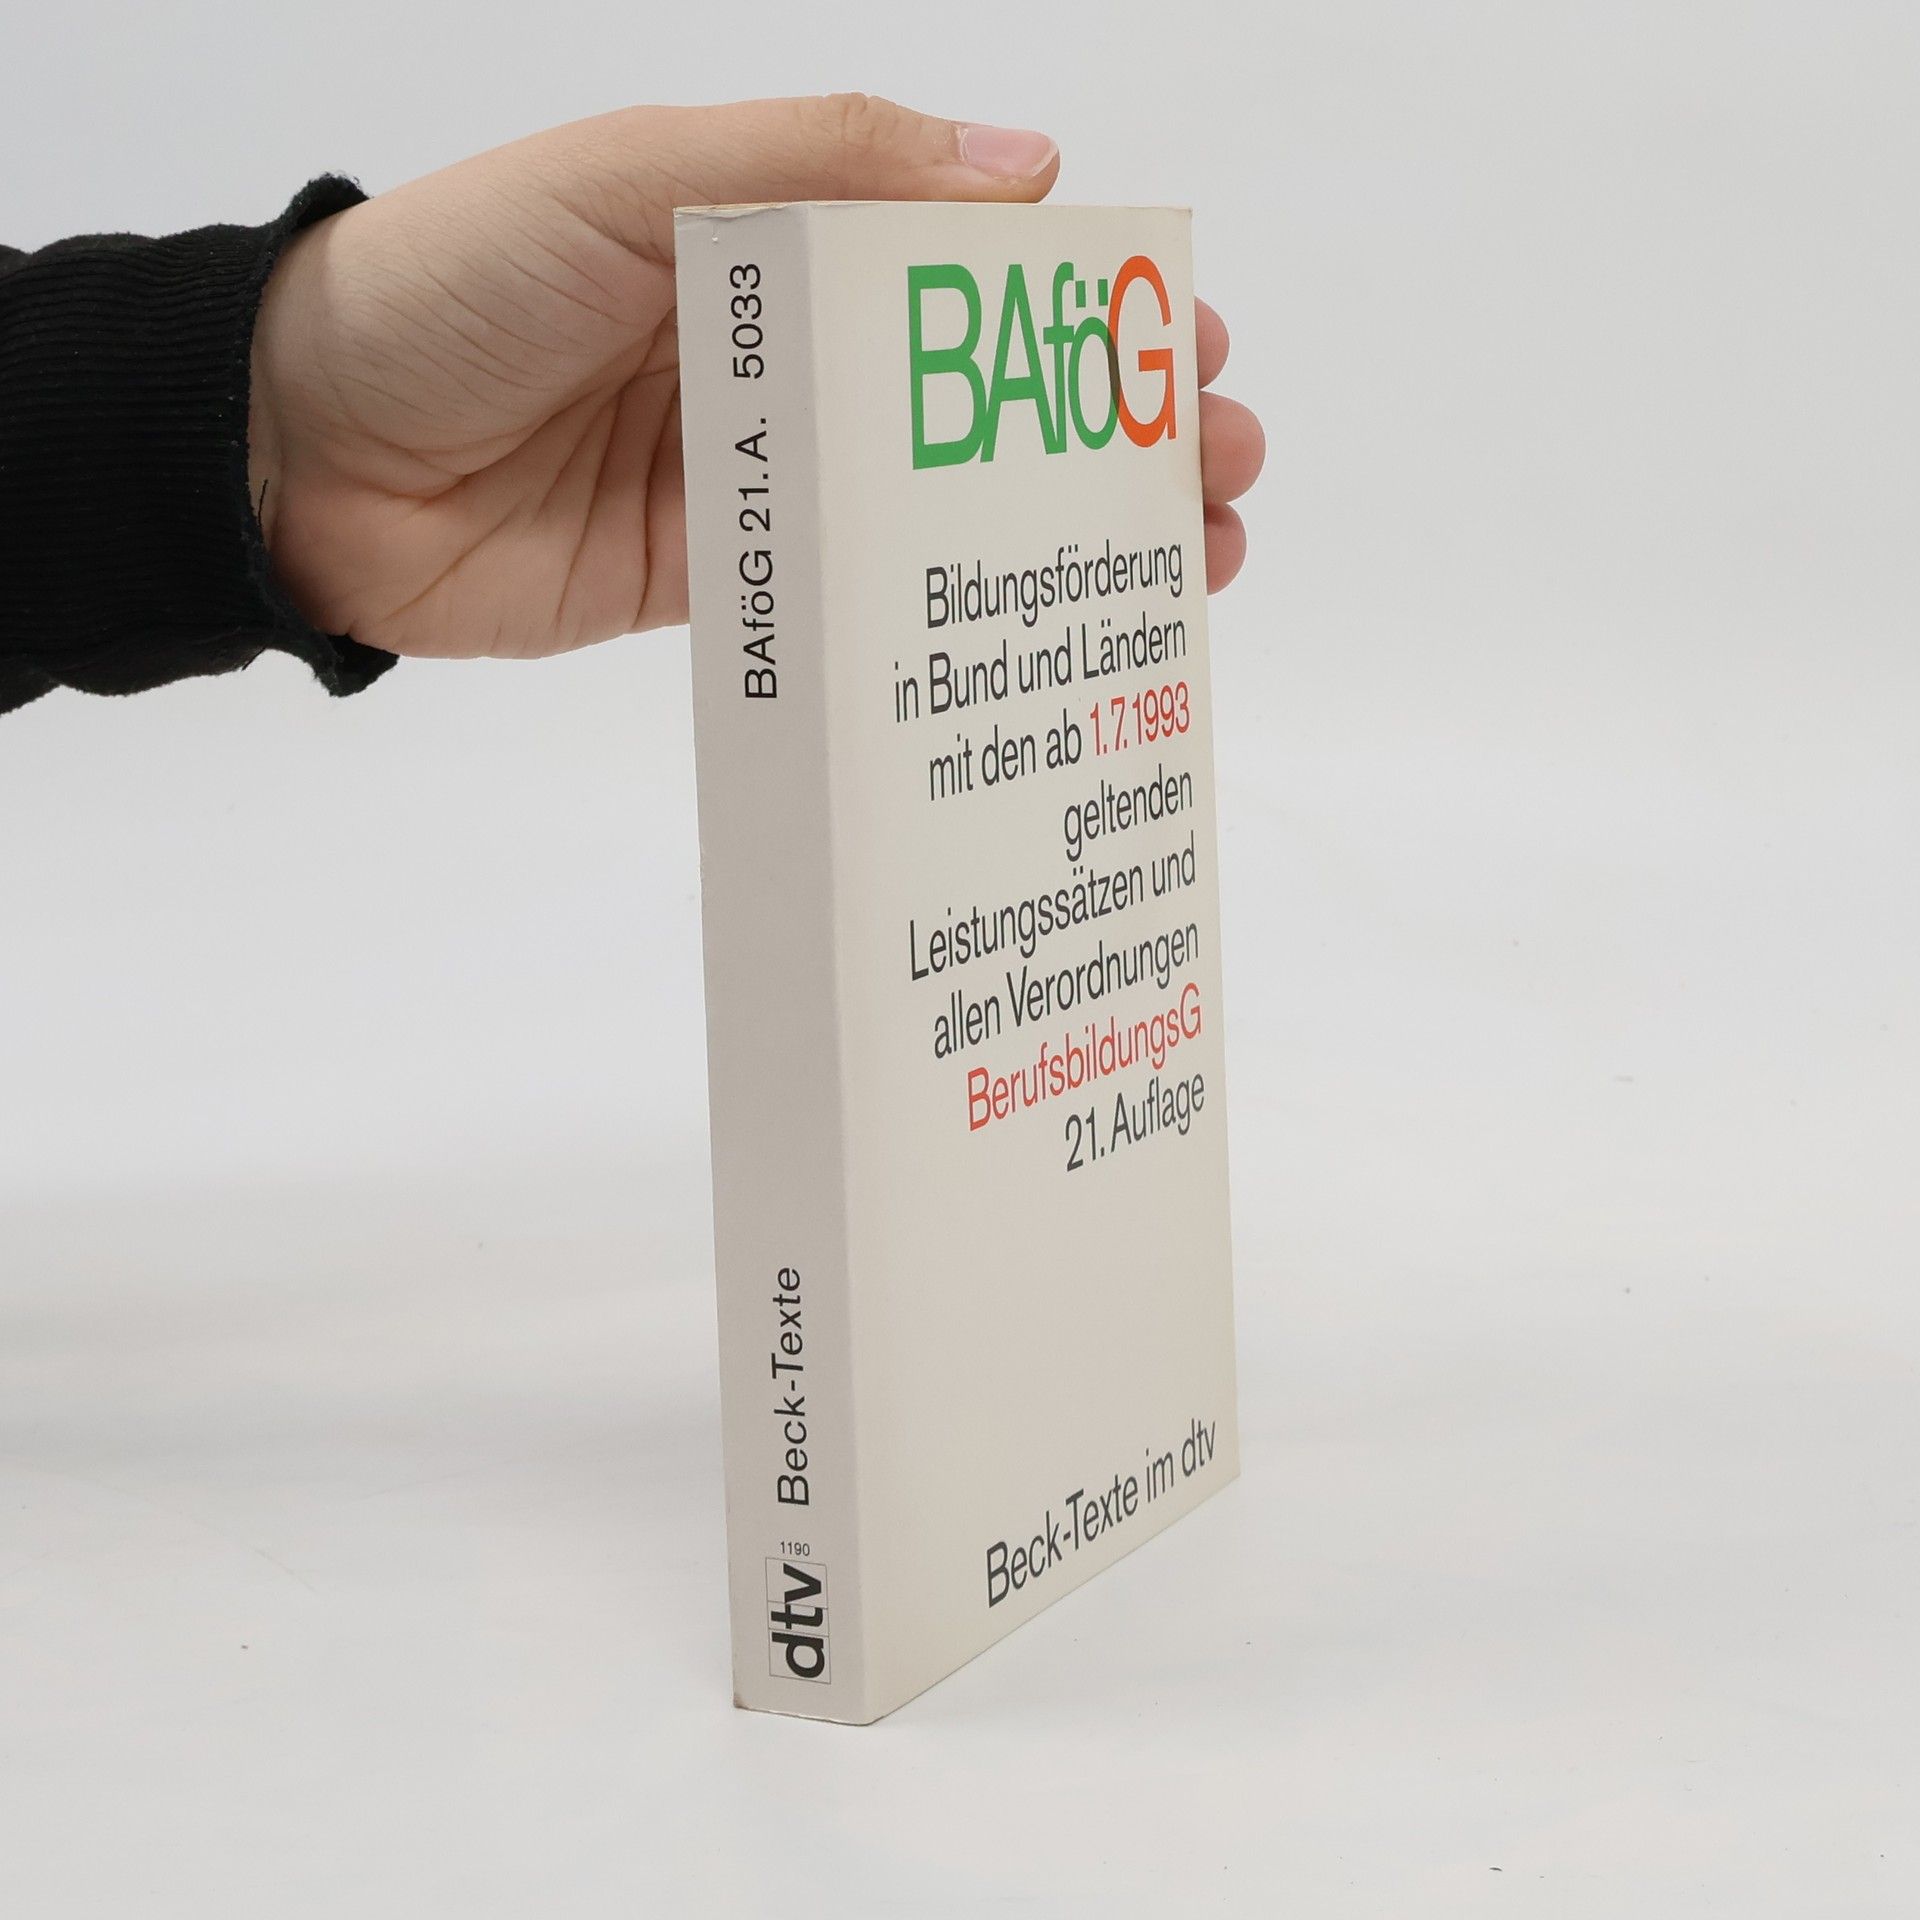 BAföG 21. A. 5033
Beck-Texte
1190
dtv
BAföG
Bildungsförderung
in Bund und Ländern
mit den ab 1.7.1993
geltenden
Leistungssätzen und
allen Verordnungen
BerufsbildungsG
21. Auflage
Beck-Texte im dtv